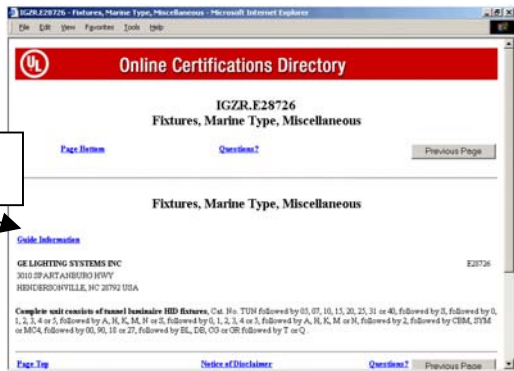 IGZR.E28726 - Fixtures, Marine Type, Miscellaneous - Microsoft Internet Explorer
File Edit View Favorites Tools Help
UL Online Certifications Directory
IGZR.E28726
Fixtures, Marine Type, Miscellaneous
Page Bottom Questions? Previous Page
Fixtures, Marine Type, Miscellaneous
Guide Information
GE LIGHTING SYSTEMS INC E28726
3010 SPARTANBURG HWY
HENDERSONVILLE, NC 28792 USA
Complete unit consists of tunnel luminaire HID fixtures, Cat. No. TUN followed by 05, 07, 10, 15, 20, 25, 31 or 40, followed by S, followed by 0,
1, 2, 3, 4 or 5, followed by A, H, K, M, N or S, followed by 0, 1, 2, 3, 4 or 5, followed by A, H, K, M or N, followed by 2, followed by CBM, SYM
or MC4, followed by 00, 90, 18 or 27, followed by EL, DB, CG or GR followed by T or Q.
Page Top Notice of Disclaimer Questions? Previous Page